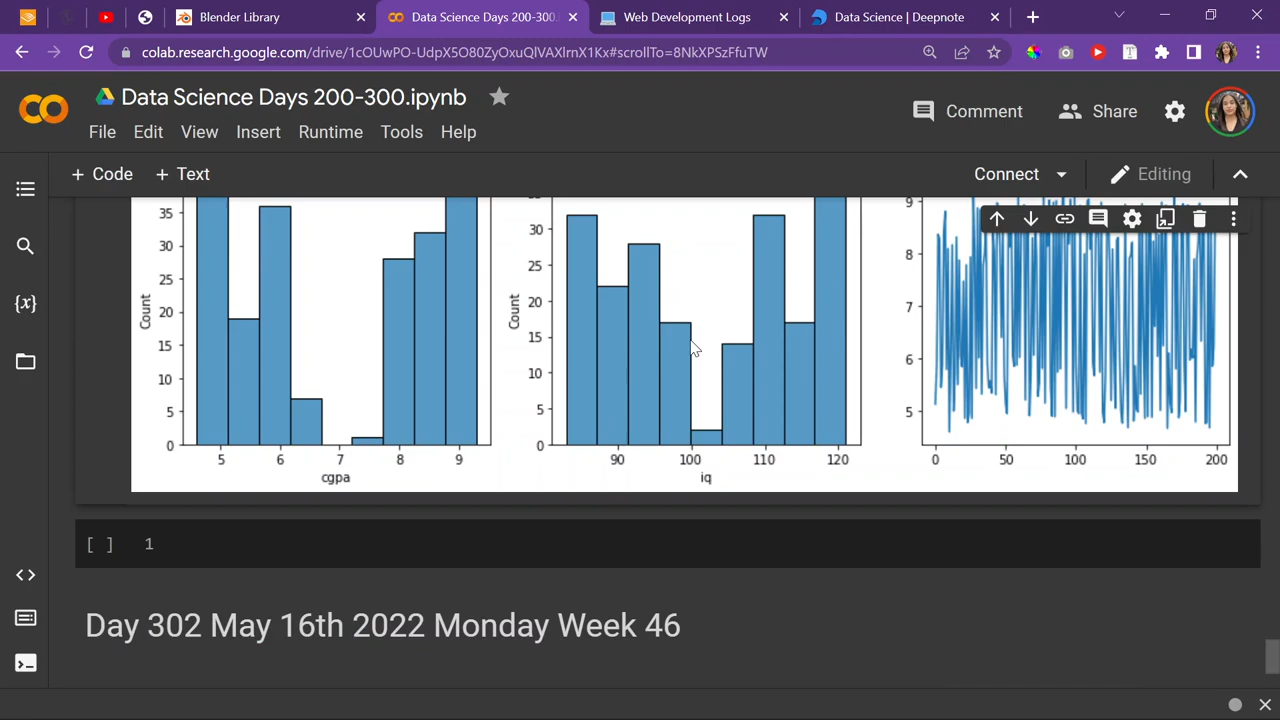 Blender Library
Data Science Days 200-300.
Web Development Logs
Data Science | Deepnote
colab.research.google.com/drive/1cOUwPO-UdpX5O80ZyOxuQlVAXlrnX1Kx#scrollTo=8NkXPSzFfuTW
Data Science Days 200-300.ipynb
Comment
Share
File Edit View Insert Runtime Tools Help
+ Code + Text
Connect
Editing
{x}
35
30
25
20
15
10
5
0
Count
5 6 7 8 9
cgpa
30
25
20
15
10
5
0
Count
90 100 110 120
iq
9
8
7
6
5
0 50 100 150 200
[ ] 1
Day 302 May 16th 2022 Monday Week 46